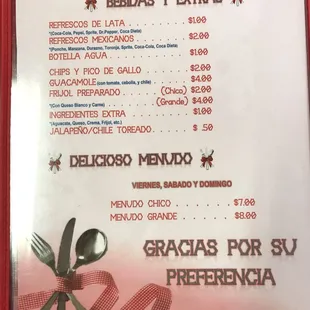 BEBIDAS Y EXTRAS
REFRESCOS DE LATA . . . . . . . . $1.00
*(Coca-Cola, Pepsi, Sprite, Dr.Pepper, Coca Dieta)
REFRESCOS MEXICANOS . . . . . . . $2.00
*(Punche, Manzana, Durazno, Toronja, Sprite, Coca-Cola, Coca Dieta)
BOTELLA AGUA . . . . . . . . . . $1.00
CHIPS Y PICO DE GALLO . . . . . . $2.00
GUACAMOLE(con tomate, cebolla, y chile) . . . . $4.00
FRIJOL PREPARADO . . . . . (Chico) $2.00
*(Con Queso Blanco y Carne) (Grande) $4.00
INGREDIENTES EXTRA . . . . . . . $1.00
*(Aguacate, Queso, Crema, Frijol, etc.)
JALAPEÑO/CHILE TOREADO. . . . . . $ .50
DELICIOSO MENUDO
VIERNES, SABADO Y DOMINGO
MENUDO CHICO . . . . . . . $7.00
MENUDO GRANDE . . . . . . $8.00
GRACIAS POR SU
PREFERENCIA